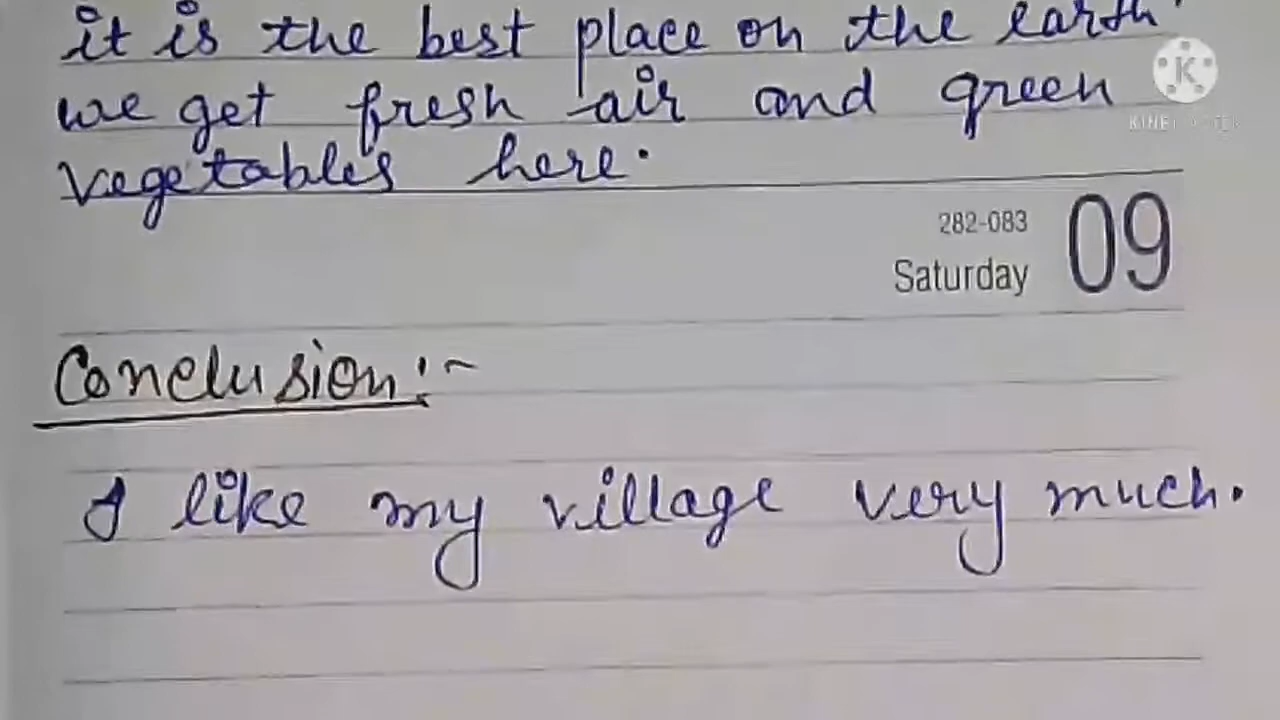 it is the best place on the earth.
K
KINEMASTER
we get fresh air and green
vegetables here.
282-083
Saturday 09
Conclusion:-
I like my village very much.